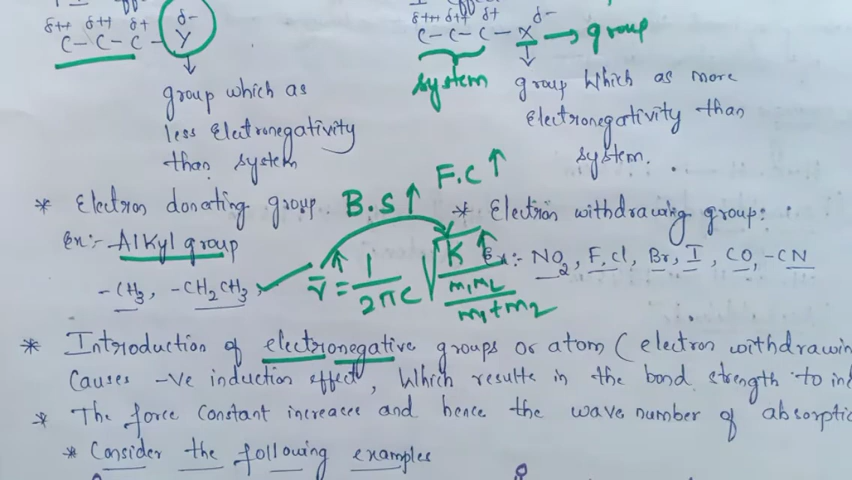 δ++ δ++ δ+ δ-
C - C - C - Y
group which as
less Electronegativity
than system
δ++ δ++ δ+ δ-
C - C - C - X → group
system
group which as more
Electronegativity than
system.
* Electron donating group.
Ex:- Alkyl group
-CH3, -CH2CH3,
B.S ↑ F.C ↑
ν̄ ↑ = 1/2πc √(K ↑ / (m1m2 / m1+m2))
* Electron withdrawing group:
Ex:- NO2, F, Cl, Br, I, CO, -CN
* Introduction of electronegative groups or atom (electron withdrawin
Causes -Ve induction effect, Which resulte in the bond strength to in
* The force Constant increases and hence the wave number of absorptio
* Consider the following examples